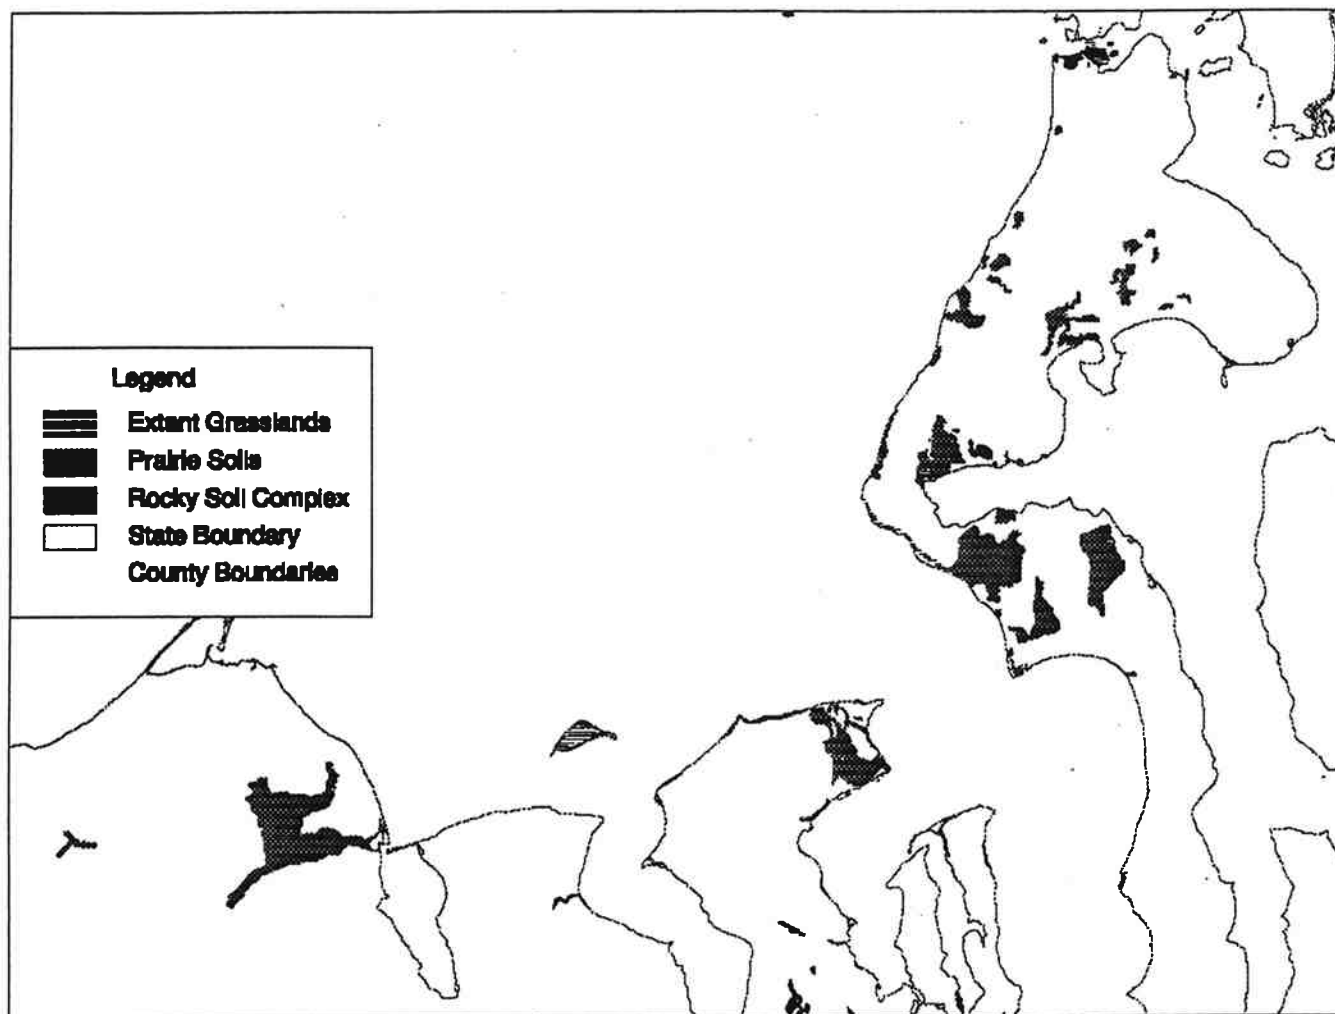 Legend
Extant Grasslands
Prairie Soils
Rocky Soil Complex
State Boundary
County Boundaries